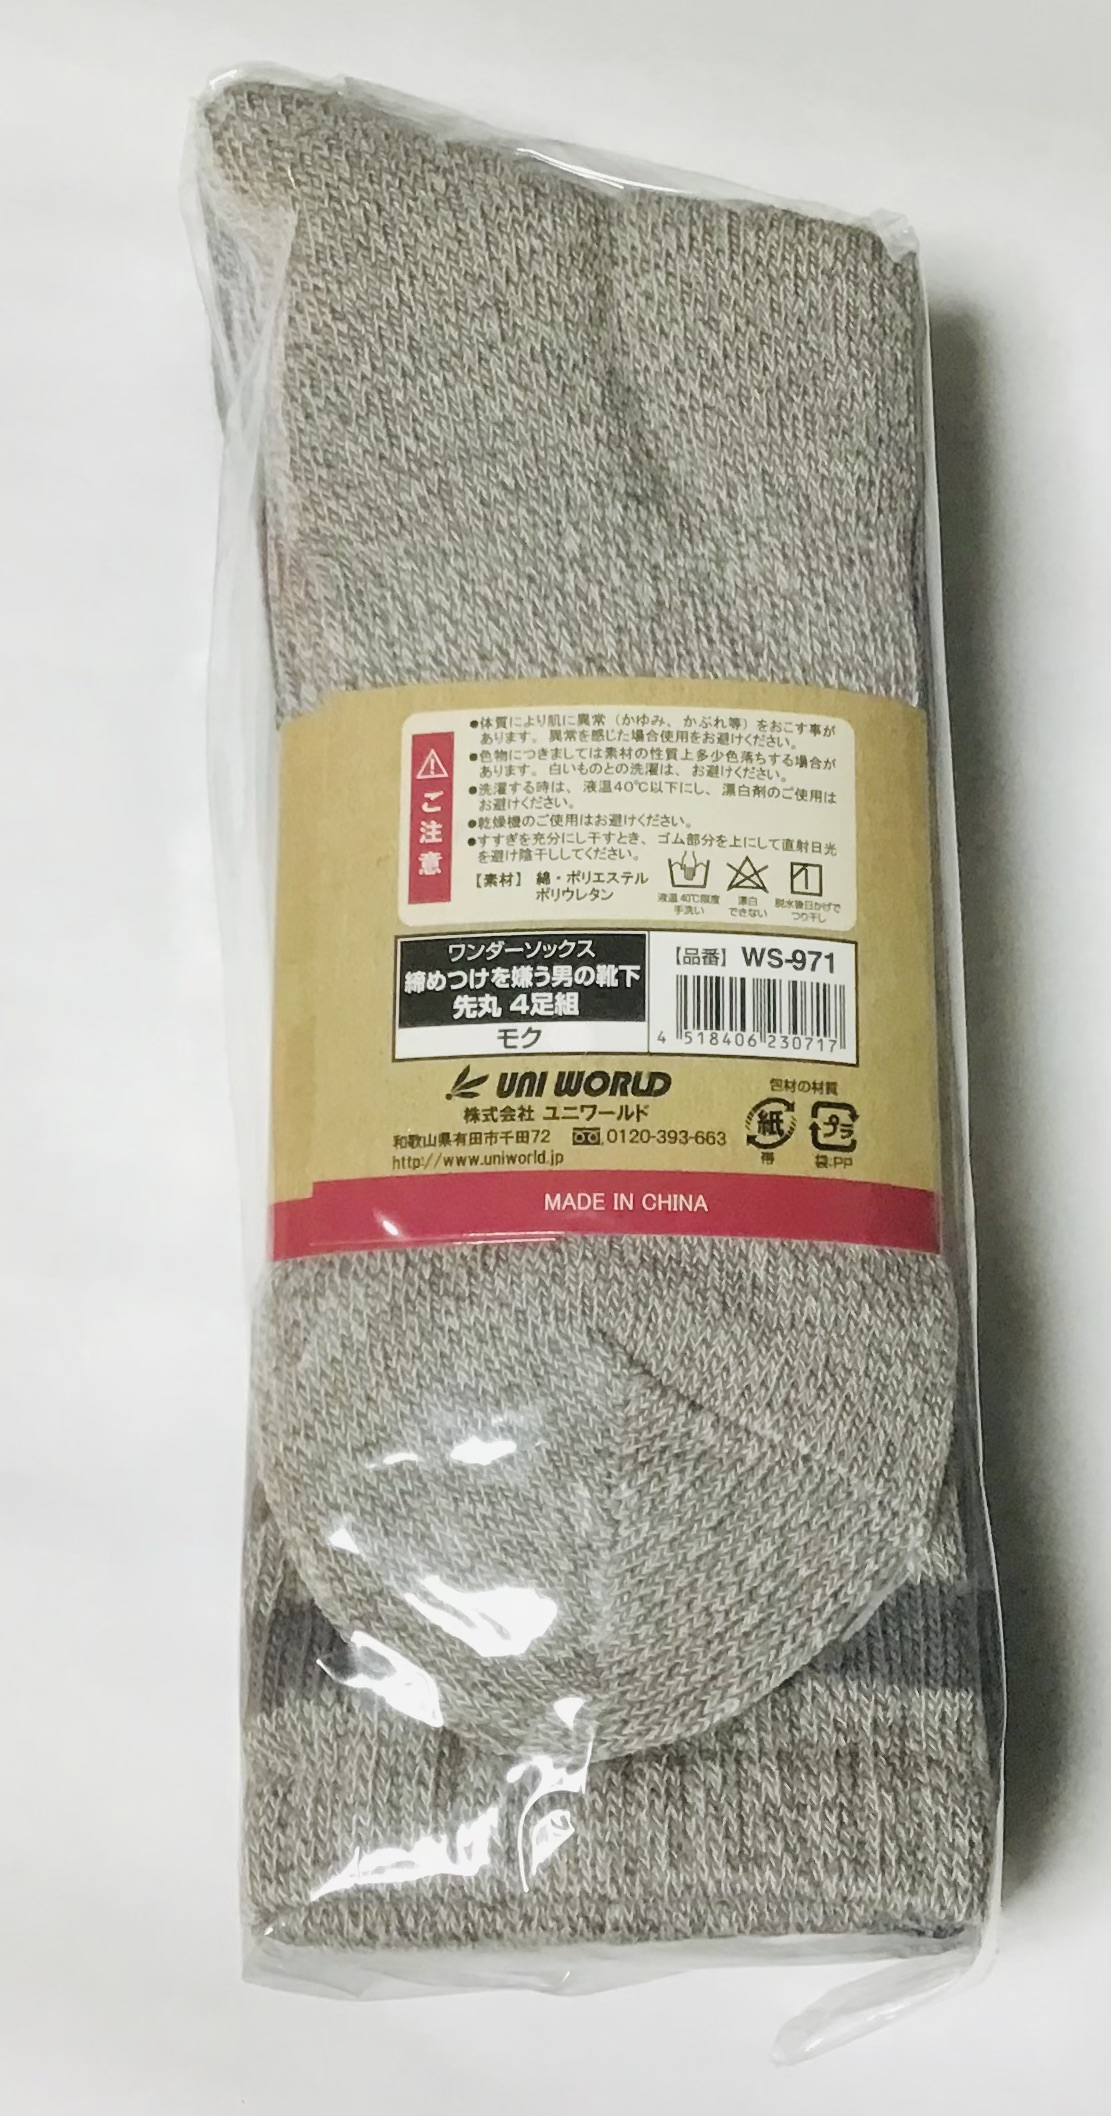 ご注意
●体質により肌に異常（かゆみ、かぶれ等）をおこす事が
あります。異常を感じた場合使用をお避けください。
●色物につきましては素材の性質上多少色落ちする場合が
あります。白いものとの洗濯は、お避けください。
●洗濯する時は、液温40℃以下にし、漂白剤のご使用は
お避けください。
●乾燥機のご使用はお避けください。
●すすぎを充分にし干すとき、ゴム部分を上にして直射日光
を避け陰干ししてください。
【素材】綿・ポリエステル
ポリウレタン
液温40℃限度
手洗い
漂白
できない
脱水後日かげで
つり干し
ワンダーソックス
締めつけを嫌う男の靴下
先丸 4足組
モク
【品番】WS-971
4 518406 230717
UNI WORLD
株式会社 ユニワールド
和歌山県有田市千田72 0120-393-663
http://www.uniworld.jp
包材の材質
紙
帯
プラ
袋:PP
MADE IN CHINA